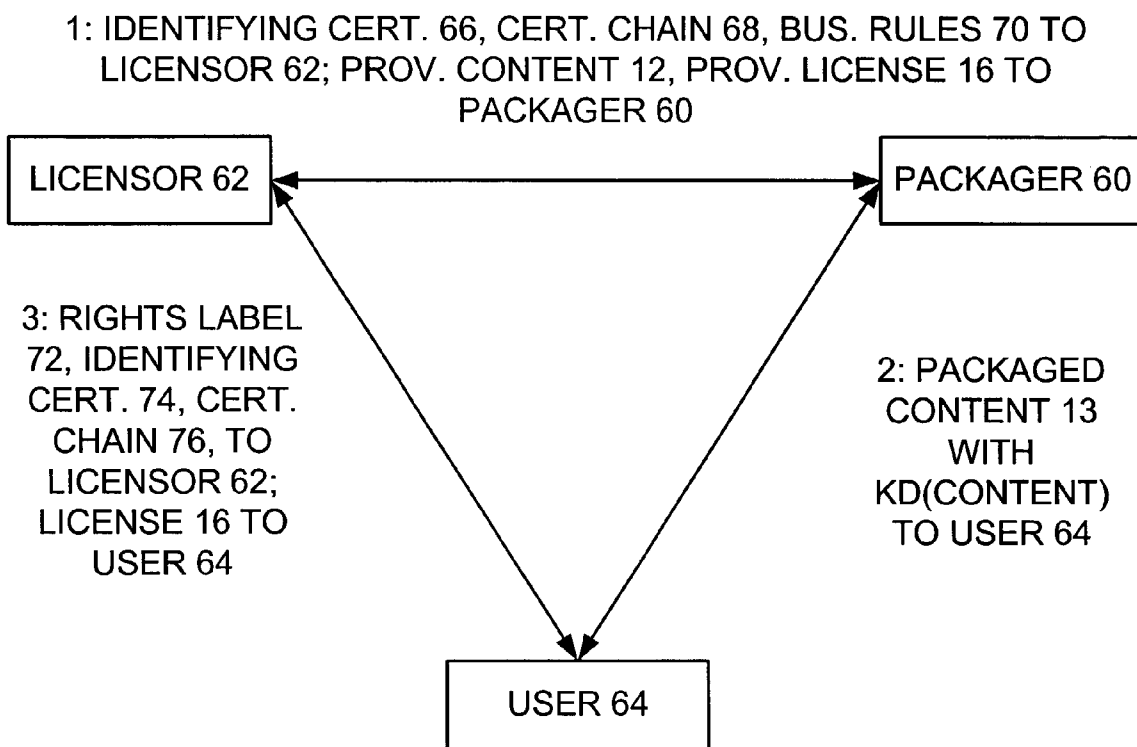 1: IDENTIFYING CERT. 66, CERT. CHAIN 68, BUS. RULES 70 TO
LICENSOR 62; PROV. CONTENT 12, PROV. LICENSE 16 TO
PACKAGER 60
LICENSOR 62
PACKAGER 60
3: RIGHTS LABEL
72, IDENTIFYING
CERT. 74, CERT.
CHAIN 76, TO
LICENSOR 62;
LICENSE 16 TO
USER 64
2: PACKAGED
CONTENT 13
WITH
KD(CONTENT)
TO USER 64
USER 64